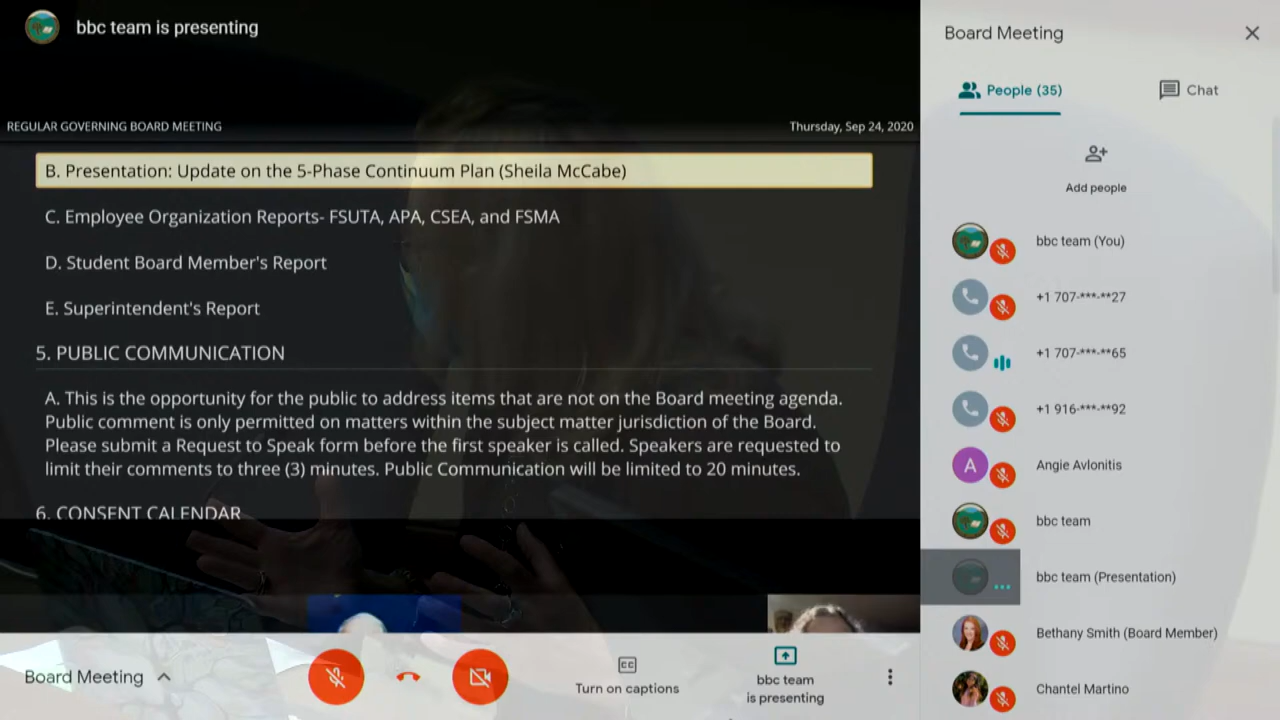 bbc team is presenting
REGULAR GOVERNING BOARD MEETING
Thursday, Sep 24, 2020
B. Presentation: Update on the 5-Phase Continuum Plan (Sheila McCabe)
C. Employee Organization Reports- FSUTA, APA, CSEA, and FSMA
D. Student Board Member's Report
E. Superintendent's Report
5. PUBLIC COMMUNICATION
A. This is the opportunity for the public to address items that are not on the Board meeting agenda.
Public comment is only permitted on matters within the subject matter jurisdiction of the Board.
Please submit a Request to Speak form before the first speaker is called. Speakers are requested to
limit their comments to three (3) minutes. Public Communication will be limited to 20 minutes.
6. CONSENT CALENDAR
Board Meeting
CC
Turn on captions
bbc team
is presenting
Board Meeting
People (35)
Chat
Add people
bbc team (You)
+1 707-***-**27
+1 707-***-**65
+1 916-***-**92
A
Angie Avlonitis
bbc team
bbc team (Presentation)
Bethany Smith (Board Member)
Chantel Martino